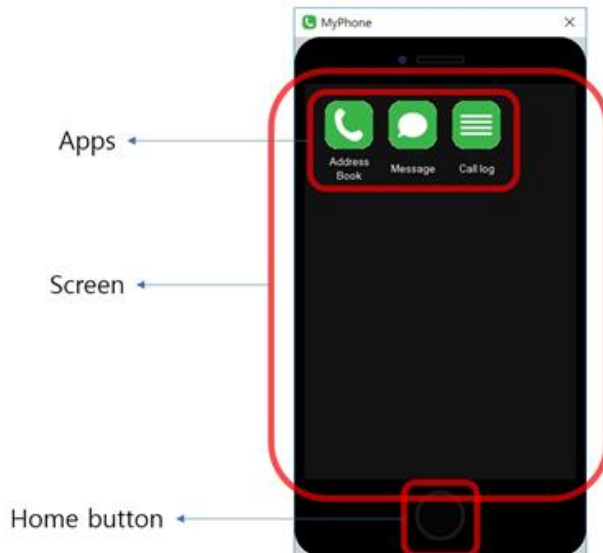 MyPhone
Apps
Address
Book
Message
Call log
Screen
Home button